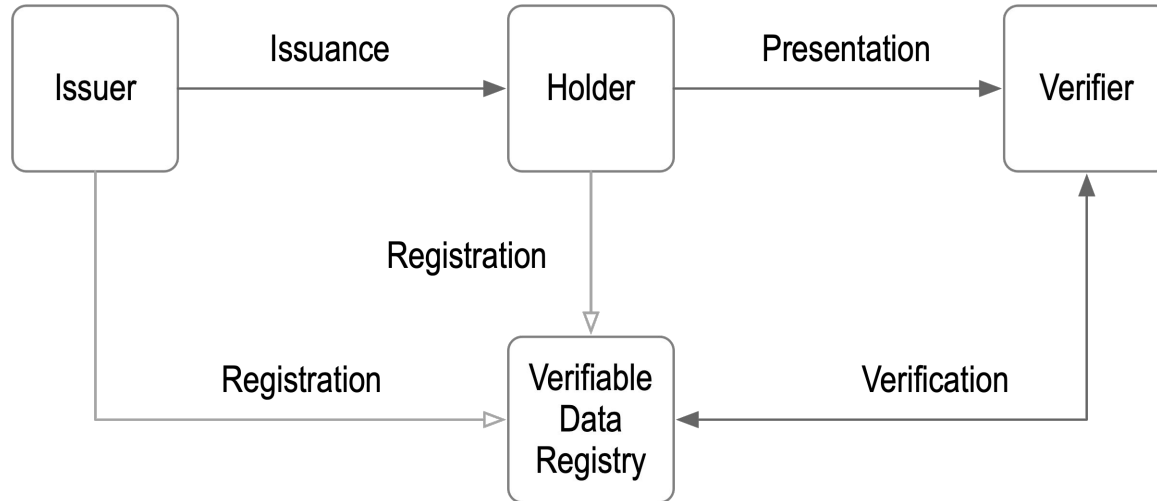 Issuance
Presentation
Issuer
Holder
Verifier
Registration
Registration
Verification
Verifiable
Data
Registry